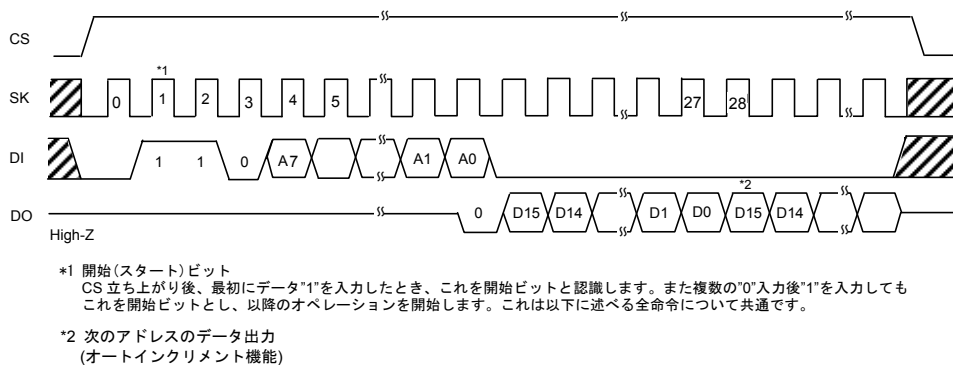 CS
*1
SK 0 1 2 3 4 5 27 28
DI 1 1 0 A7 A1 A0
*2
DO 0 D15 D14 D1 D0 D15 D14
High-Z
*1 開始(スタート)ビット
CS 立ち上がり後、最初にデータ"1"を入力したとき、これを開始ビットと認識します。また複数の"0"入力後"1"を入力しても
これを開始ビットとし、以降のオペレーションを開始します。これは以下に述べる全命令について共通です。
*2 次のアドレスのデータ出力
(オートインクリメント機能)